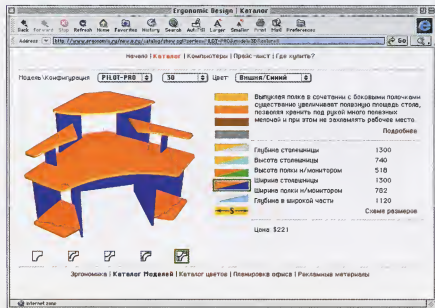 Ergonomic Design | Каталог
Back Forward Stop Refresh Home Favorites History Search AutoFill Larger Smaller Print Mail Preferences
Address
Go
Начало | Каталог | Компьютеры | Прайс-лист | Где купить?
Модель\Конфигурация PILOT-PRO 30 Цвет Вишня/Синий
Выпуклая полка в сочетании с боковыми полочками
существенно увеличивает полезную площадь стола,
позволяя хранить под рукой много полезных
мелочей и при этом не захламлять рабочее место.
Подробнее
Глубина столешницы 1300
Высота столешницы 740
Высота полки п/монитором 518
Ширина столешницы 1300
Ширина полки п/монитором 782
Глубина в широкой части 1120
S Схема размеров
Цена $221
Эргономика | Каталог Моделей | Каталог цветов | Планировка офиса | Рекламные материалы
Internet zone